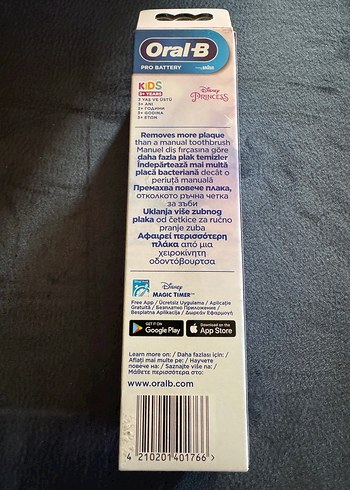 Oral-B
PRO BATTERY
KiDS
3+ YEARS
3 YAŞ VE ÜSTÜ
3+ ANI
3+ ГОДИНИ
3+ GODINA
3+ ΕΤΩΝ
Disney
PRINCESS
Removes more plaque
than a manual toothbrush
Manuel diş fırçasına göre
daha fazla plak temizler
Îndepărtează mai multă
placă bacteriană decât o
periuță manuală
Премахва повече плака,
отколкото ръчна четка
за зъби
Uklanja više zubnog
plaka od četkice za ručno
pranje zuba
Αφαιρεί περισσότερη
πλάκα από μια
χειροκίνητη
οδοντόβουρτσα
Disney
MAGIC TIMER
Free App / Ücretsiz Uygulama / Aplicație
Gratuită / Безплатно Приложение /
Besplatna Aplikacija / Δωρεάν Εφαρμογή
GET IT ON
Google Play
Download on the
App Store
Learn more on: / Daha fazlası için: /
Aflați mai multe pe: / Научете
повече на: / Saznajte više na: /
Μάθετε περισσότερα στο:
www.oralb.com
4 210201 401766 >